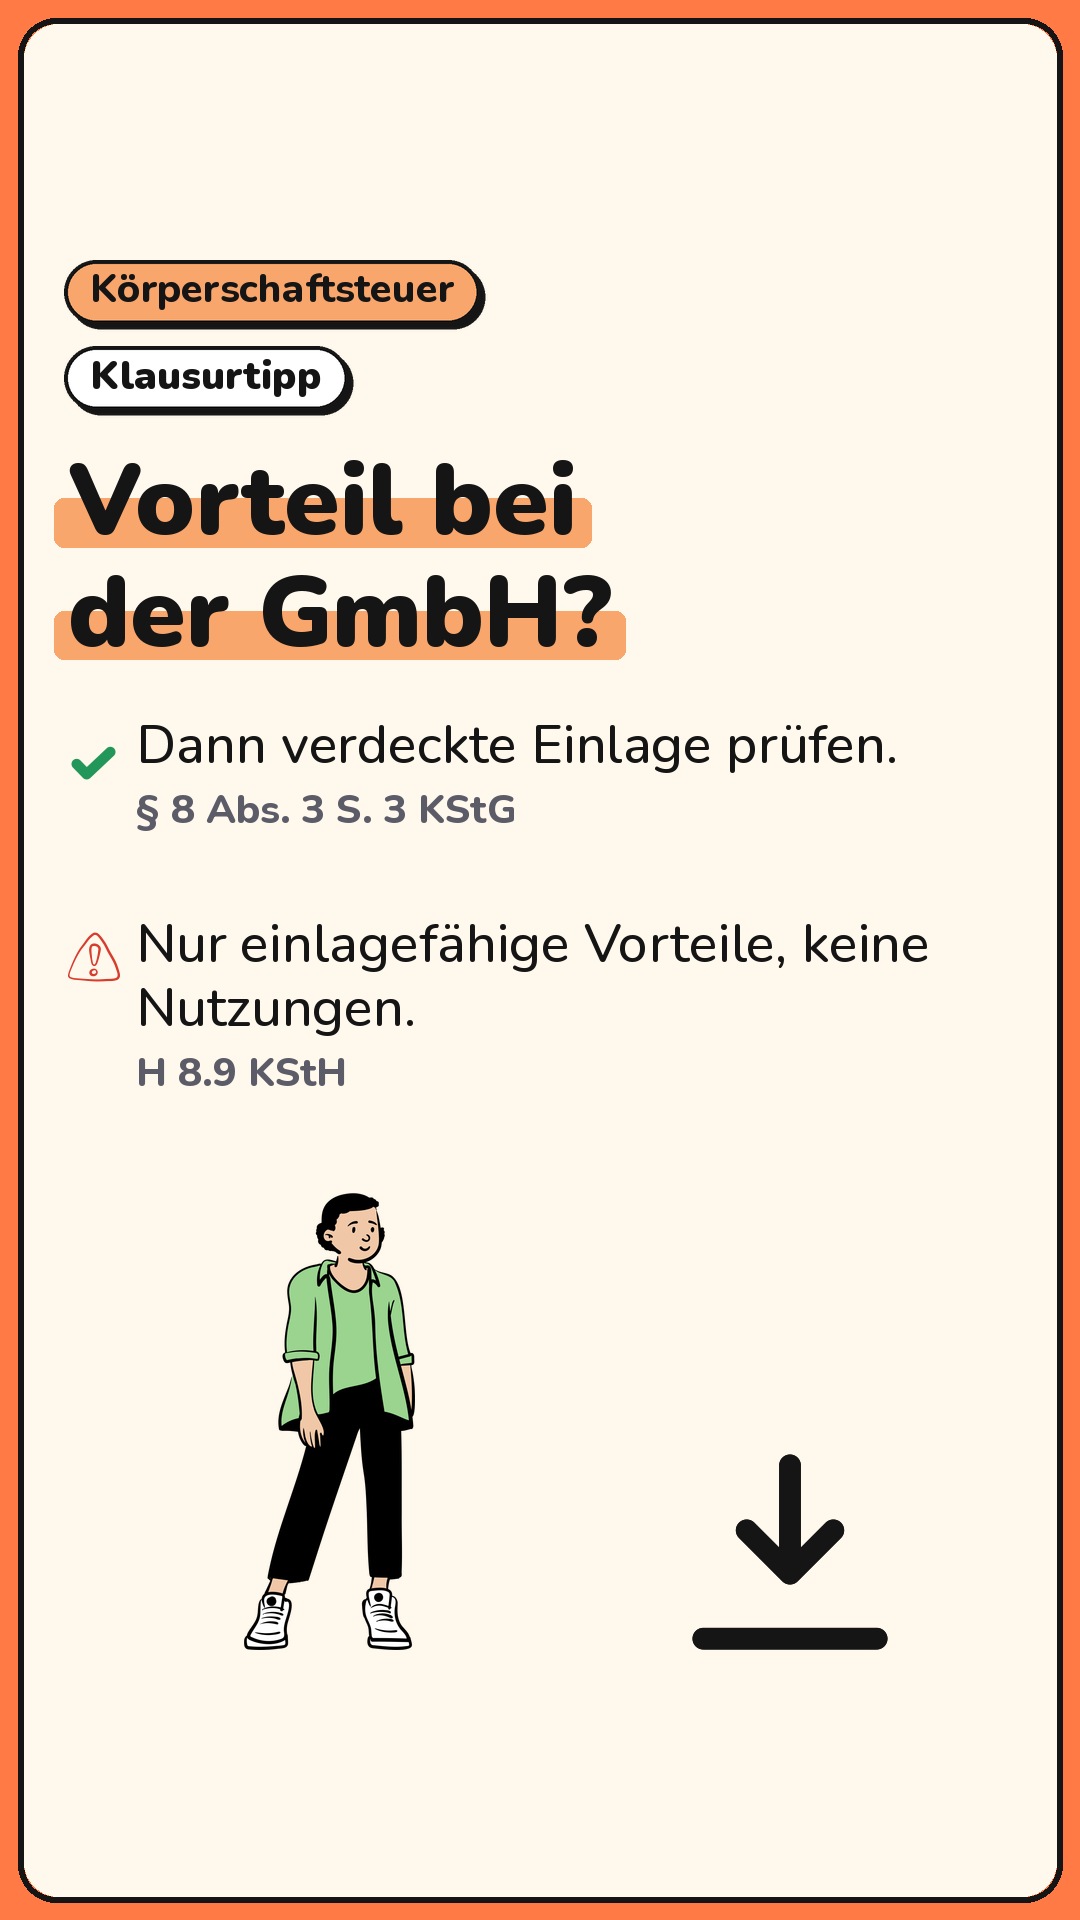 Körperschaftsteuer
Klausurtipp
Vorteil bei
der GmbH?
Dann verdeckte Einlage prüfen.
§ 8 Abs. 3 S. 3 KStG
Nur einlagefähige Vorteile, keine
Nutzungen.
H 8.9 KStH